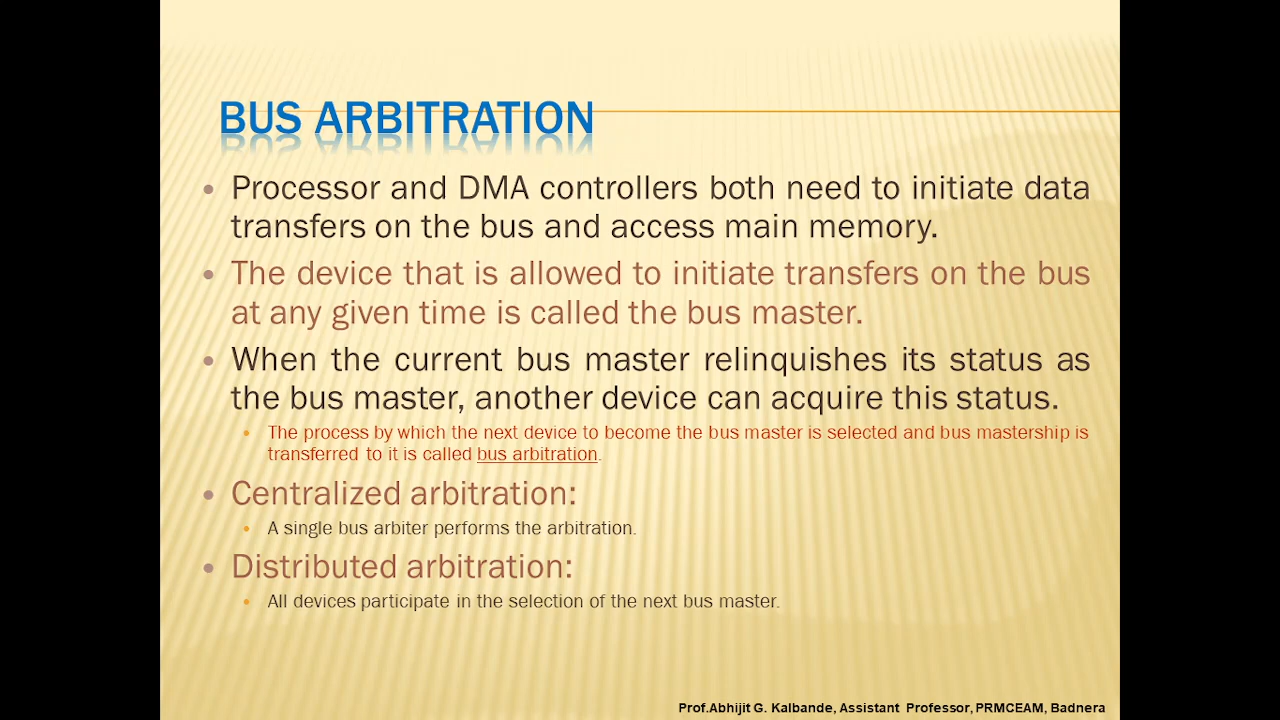 BUS ARBITRATION
• Processor and DMA controllers both need to initiate data
transfers on the bus and access main memory.
• The device that is allowed to initiate transfers on the bus
at any given time is called the bus master.
• When the current bus master relinquishes its status as
the bus master, another device can acquire this status.
• The process by which the next device to become the bus master is selected and bus mastership is
transferred to it is called bus arbitration.
• Centralized arbitration:
• A single bus arbiter performs the arbitration.
• Distributed arbitration:
• All devices participate in the selection of the next bus master.
Prof.Abhijit G. Kalbande, Assistant Professor, PRMCEAM, Badnera